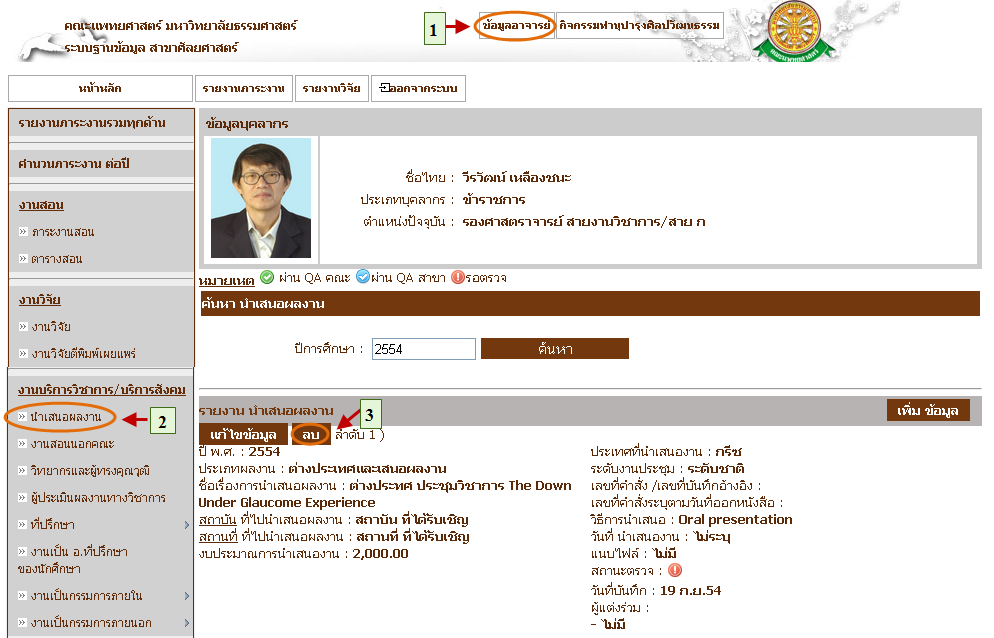 คณะแพทยศาสตร์ มหาวิทยาลัยธรรมศาสตร์
ระบบฐานข้อมูล สาขาศัลยศาสตร์
1
ข้อมูลอาจารย์
กิจกรรมทำนุบำรุงศิลปวัฒนธรรม
หน้าหลัก
รายงานภาระงาน
รายงานวิจัย
ออกจากระบบ
รายงานภาระงานรวมทุกด้าน
คำนวนภาระงาน ต่อปี
งานสอน
» ภาระงานสอน
» ตารางสอน
งานวิจัย
» งานวิจัย
» งานวิจัยตีพิมพ์เผยแพร่
งานบริการวิชาการ/บริการสังคม
» นำเสนอผลงาน
2
» งานสอนนอกคณะ
» วิทยากรและผู้ทรงคุณวุฒิ
» ผู้ประเมินผลงานทางวิชาการ
» ที่ปรึกษา
» งานเป็น อ.ที่ปรึกษา
ของนักศึกษา
» งานเป็นกรรมการภายใน
» งานเป็นกรรมการภายนอก
ข้อมูลบุคลากร
ชื่อไทย : วีรวัฒน์ เหลืองชนะ
ประเภทบุคลากร : ข้าราชการ
ตำแหน่งปัจจุบัน : รองศาสตราจารย์ สายงานวิชาการ/สาย ก
หมายเหตุ ผ่าน QA คณะ ผ่าน QA สาขา รอตรวจ
ค้นหา นำเสนอผลงาน
ปีการศึกษา : 2554 ค้นหา
รายงาน นำเสนอผลงาน
3
เพิ่ม ข้อมูล
แก้ไขข้อมูล ลบ ลำดับ 1 )
ปี พ.ศ. : 2554
ประเภทผลงาน : ต่างประเทศและเสนอผลงาน
ชื่อเรื่องการนำเสนอผลงาน : ต่างประทศ ประชุมวิชาการ The Down
Under Glaucome Experience
สถาบัน ที่ไปนำเสนอผลงาน : สถาบัน ที่ได้รับเชิญ
สถานที่ ที่ไปนำเสนอผลงาน : สถานที่ ที่ได้รับเชิญ
งบประมาณการนำเสนองาน : 2,000.00
ประเทศที่นำเสนองาน : กรีซ
ระดับงานประชุม : ระดับชาติ
เลขที่คำสั่ง /เลขที่บันทึกอ้างอิง :
เลขที่คำสั่งระบุตามวันที่ออกหนังสือ :
วิธีการนำเสนอ : Oral presentation
วันที่ นำเสนองาน : ไม่ระบุ
แนบไฟล์ : ไม่มี
สถานะตรวจ :
วันที่บันทึก : 19 ก.ย.54
ผู้แต่งร่วม :
- ไม่มี